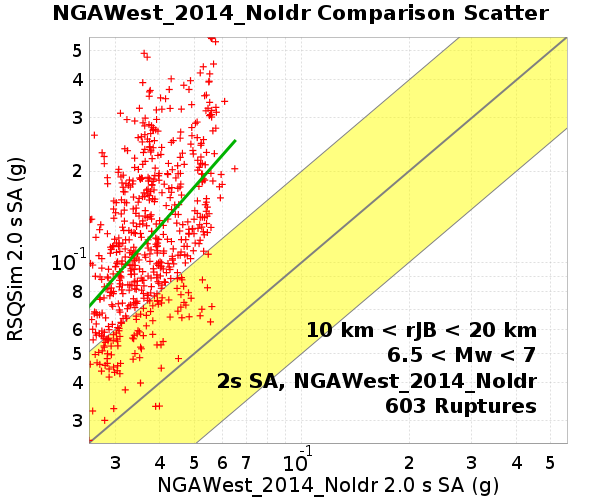 NGAWest_2014_NoIdr Comparison Scatter
RSQSim 2.0 s SA (g)
5
4
3
2
10^-1
8
6
5
4
3
10 km < rJB < 20 km
6.5 < Mw < 7
2s SA, NGAWest_2014_NoIdr
603 Ruptures
3 4 5 6 7 10^-1 2 3 4 5
NGAWest_2014_NoIdr 2.0 s SA (g)